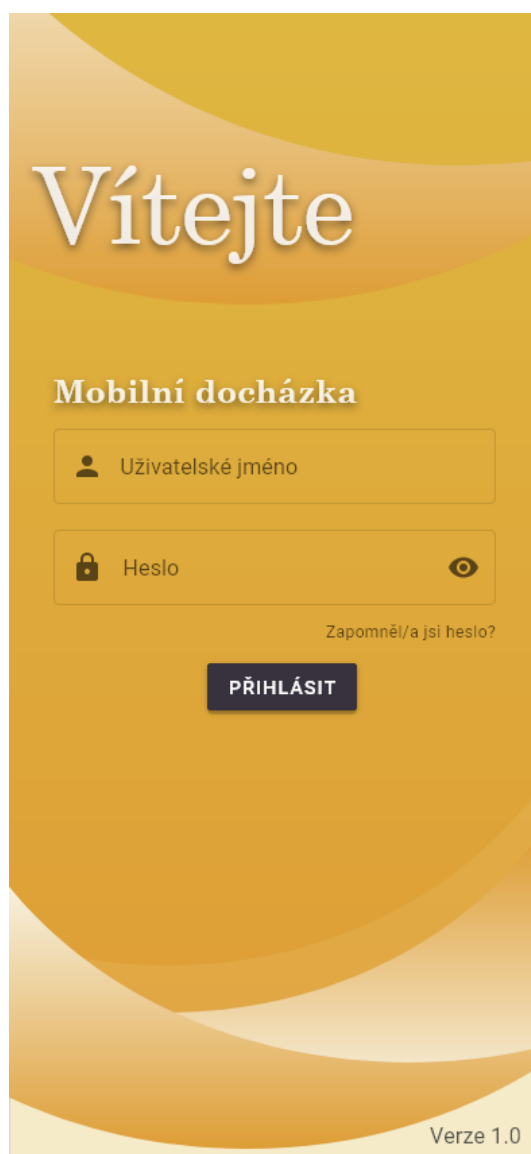 Vítejte
Mobilní docházka
Uživatelské jméno
Heslo
Zapomněl/a jsi heslo?
PŘIHLÁSIT
Verze 1.0